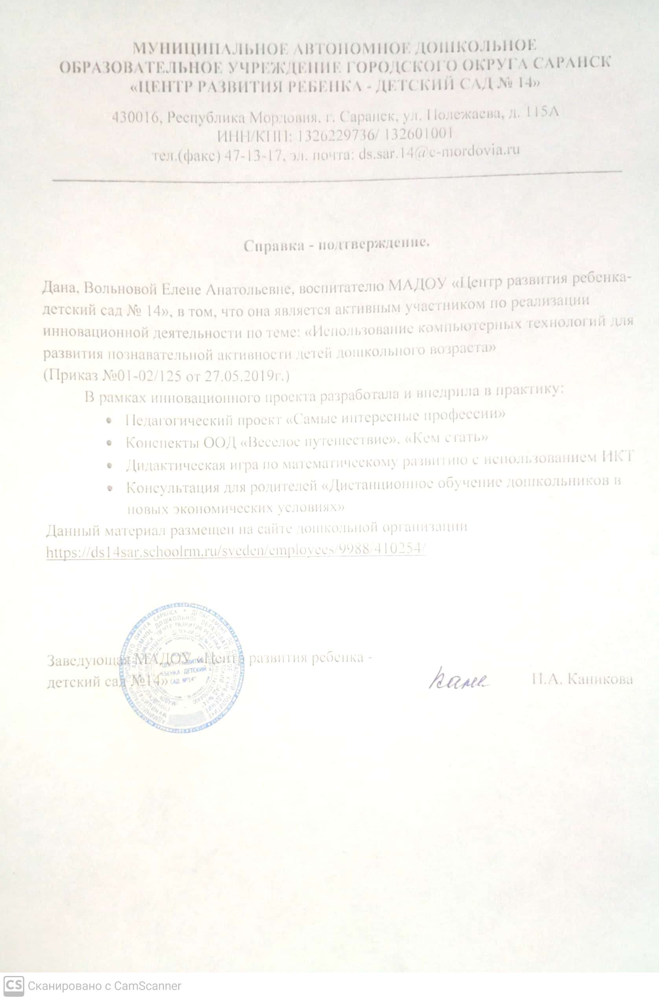 МУНИЦИПАЛЬНОЕ АВТОНОМНОЕ ДОШКОЛЬНОЕ
ОБРАЗОВАТЕЛЬНОЕ УЧРЕЖДЕНИЕ ГОРОДСКОГО ОКРУГА САРАНСК
«ЦЕНТР РАЗВИТИЯ РЕБЕНКА - ДЕТСКИЙ САД № 14»
430016, Республика Мордовия, г. Саранск, ул. Полежаева, д. 115А
ИНН/КПП: 1326229736/ 132601001
тел.(факс) 47-13-17, эл. почта: ds.sar.14@e-mordovia.ru
Справка - подтверждение.
Дана, Вольновой Елене Анатольевне, воспитателю МАДОУ «Центр развития ребенка-
детский сад № 14», в том, что она является активным участником по реализации
инновационной деятельности по теме: «Использование компьютерных технологий для
развития познавательной активности детей дошкольного возраста»
(Приказ №01-02/125 от 27.05.2019г.)
В рамках инновационного проекта разработала и внедрила в практику:
• Педагогический проект «Самые интересные профессии»
• Конспекты ООД «Веселое путешествие», «Кем стать»
• Дидактическая игра по математическому развитию с использованием ИКТ
• Консультация для родителей «Дистанционное обучение дошкольников в
новых экономических условиях»
Данный материал размещен на сайте дошкольной организации
https://ds14sar.schoolrm.ru/sveden/employees/9988/410254/
Заведующая МАДОУ «Центр развития ребенка -
детский сад №14»
Н.А. Каникова
CS Сканировано с CamScanner